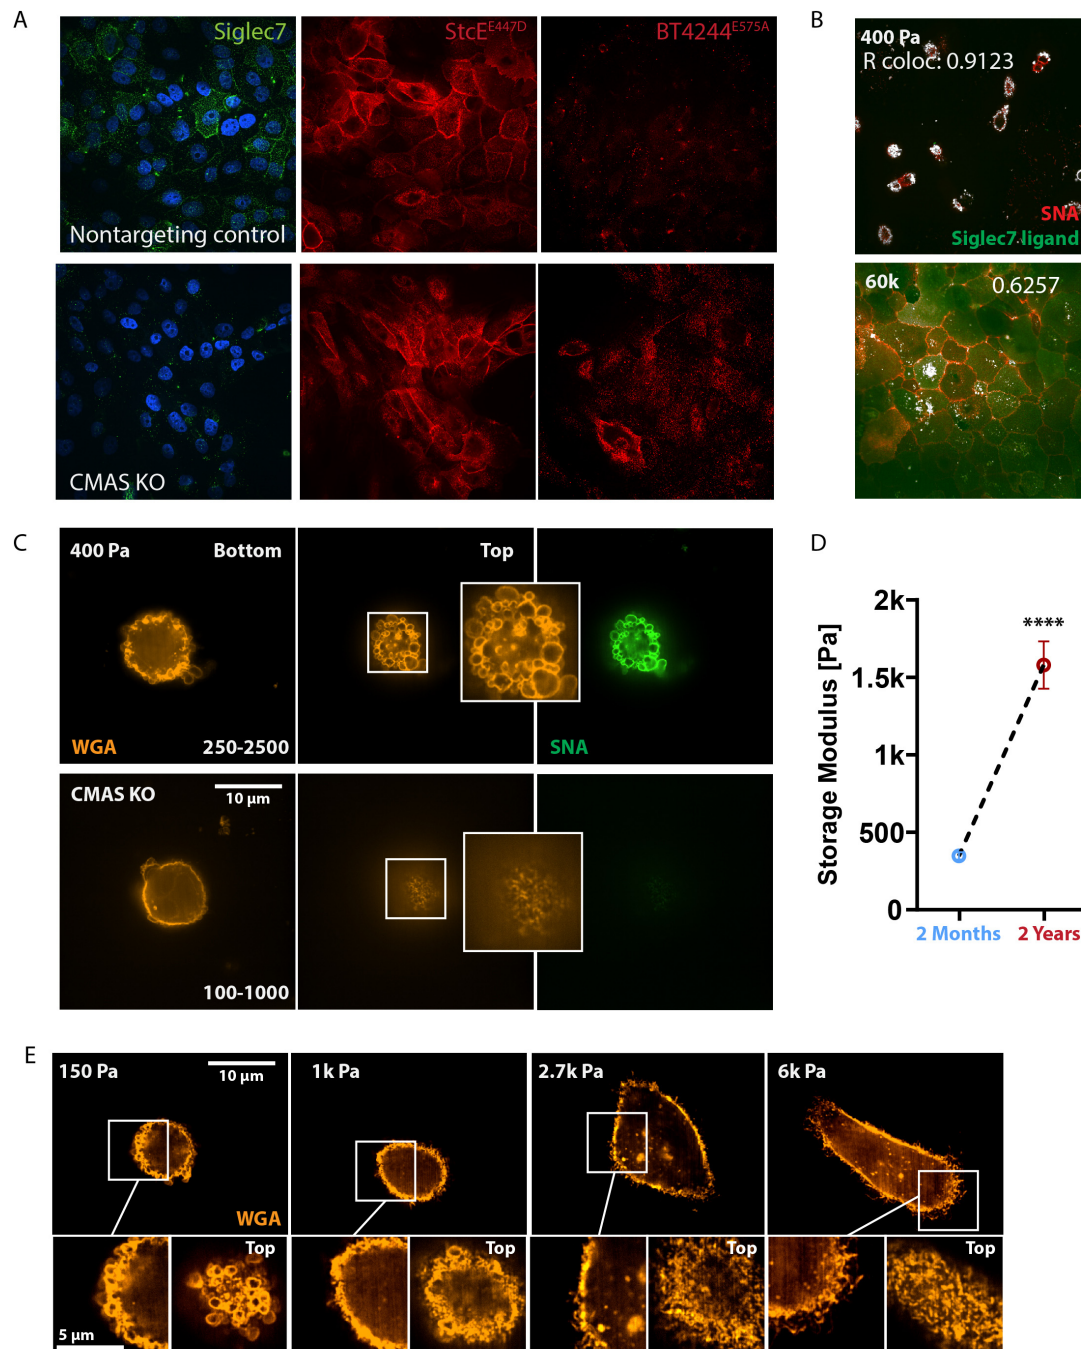 A
Siglec7
StcE^E447D
BT4244^E575A
Nontargeting control
CMAS KO
B
400 Pa
R coloc: 0.9123
SNA
Siglec7 ligand
60k
0.6257
C
400 Pa
Bottom
Top
WGA
250-2500
SNA
CMAS KO
10 μm
100-1000
D
Storage Modulus [Pa]
2k
1.5k
1k
500
0
****
2 Months
2 Years
E
150 Pa
10 μm
1k Pa
2.7k Pa
6k Pa
WGA
Top
Top
Top
Top
5 μm